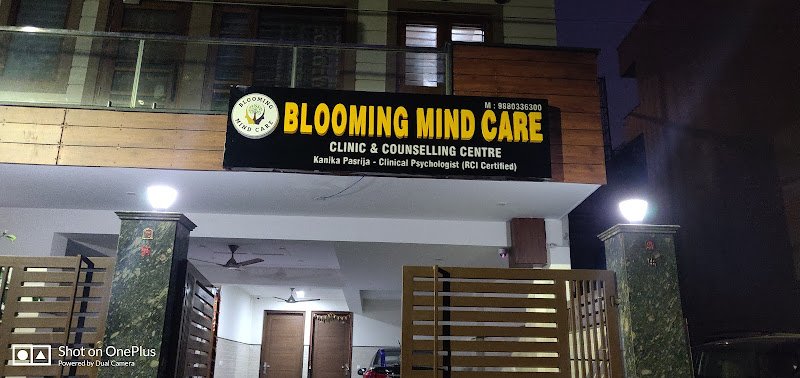 M : 9880336300
BLOOMING
MIND CARE
BLOOMING MIND CARE
CLINIC & COUNSELLING CENTRE
Kanika Pasrija - Clinical Psychologist (RCI Certified)
Shot on OnePlus
Powered by Dual Camera